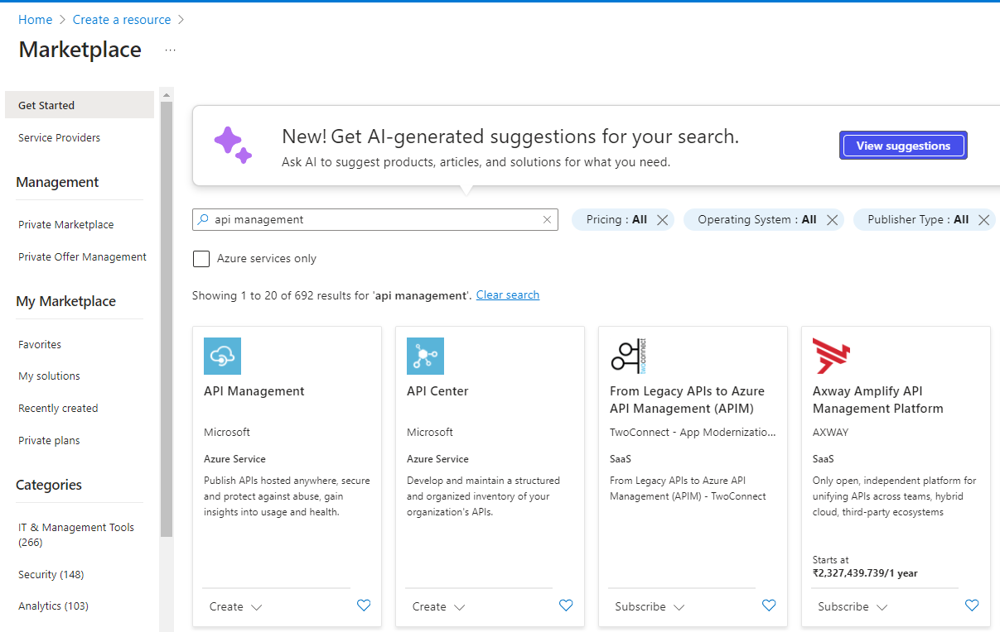 Home > Create a resource >
Marketplace ...
Get Started
Service Providers
Management
Private Marketplace
Private Offer Management
My Marketplace
Favorites
My solutions
Recently created
Private plans
Categories
IT & Management Tools
(266)
Security (148)
Analytics (103)
New! Get AI-generated suggestions for your search.
Ask AI to suggest products, articles, and solutions for what you need.
View suggestions
api management
Pricing : All
Operating System : All
Publisher Type : All
Azure services only
Showing 1 to 20 of 692 results for 'api management'. Clear search
API Management
Microsoft
Azure Service
Publish APIs hosted anywhere, secure
and protect against abuse, gain
insights into usage and health.
Create
API Center
Microsoft
Azure Service
Develop and maintain a structured
and organized inventory of your
organization's APIs.
Create
twoconnect
From Legacy APIs to Azure
API Management (APIM)
TwoConnect - App Modernizatio...
SaaS
From Legacy APIs to Azure API
Management (APIM) - TwoConnect
Subscribe
Axway Amplify API
Management Platform
AXWAY
SaaS
Only open, independent platform for
unifying APIs across teams, hybrid
cloud, third-party ecosystems
Starts at
₹2,327,439.739/1 year
Subscribe